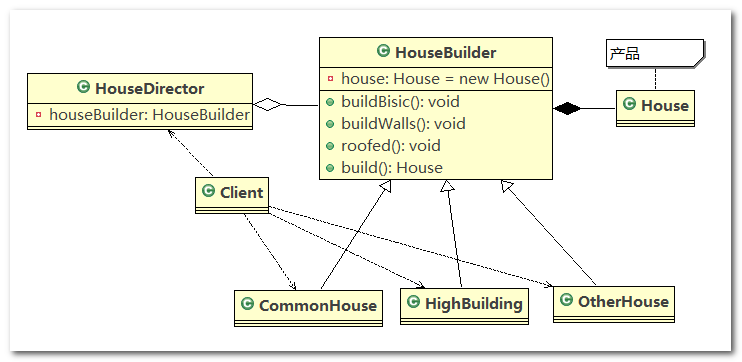 HouseBuilder
house: House = new House()
buildBisic(): void
buildWalls(): void
roofed(): void
build(): House
产品
House
HouseDirector
houseBuilder: HouseBuilder
Client
CommonHouse
HighBuilding
OtherHouse